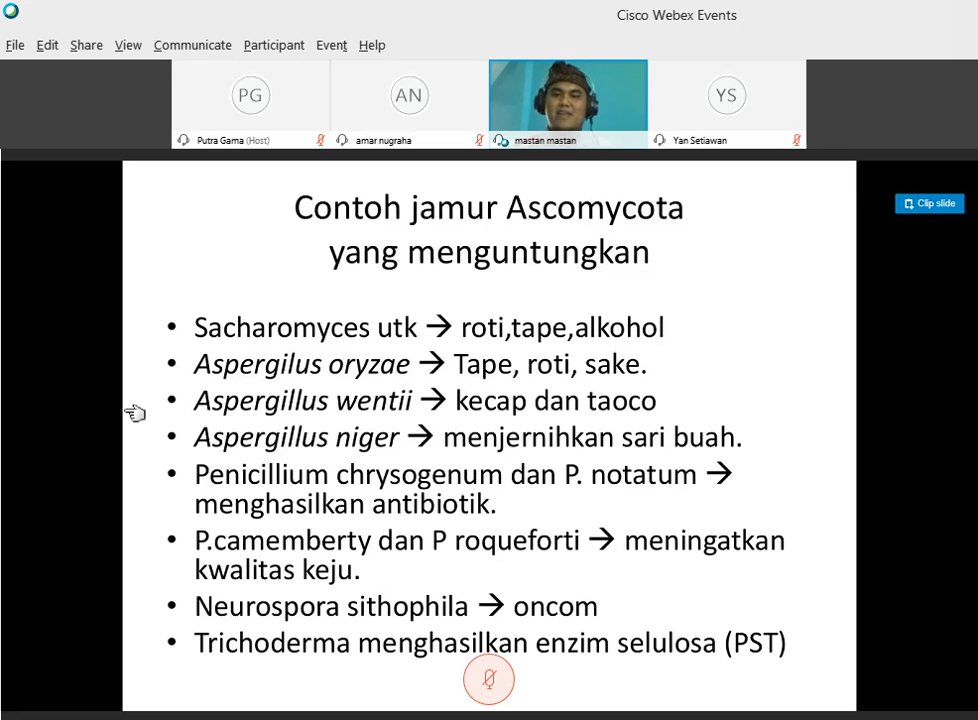 Cisco Webex Events
File Edit Share View Communicate Participant Event Help
PG AN YS
Putra Gama (Host) amar nugraha mastan mastan Yan Setiawan
Contoh jamur Ascomycota
yang menguntungkan
Clip slide
• Sacharomyces utk → roti,tape,alkohol
• Aspergilus oryzae → Tape, roti, sake.
• Aspergillus wentii → kecap dan taoco
• Aspergillus niger → menjernihkan sari buah.
• Penicillium chrysogenum dan P. notatum →
menghasilkan antibiotik.
• P.camemberty dan P roqueforti → meningatkan
kwalitas keju.
• Neurospora sithophila → oncom
• Trichoderma menghasilkan enzim selulosa (PST)